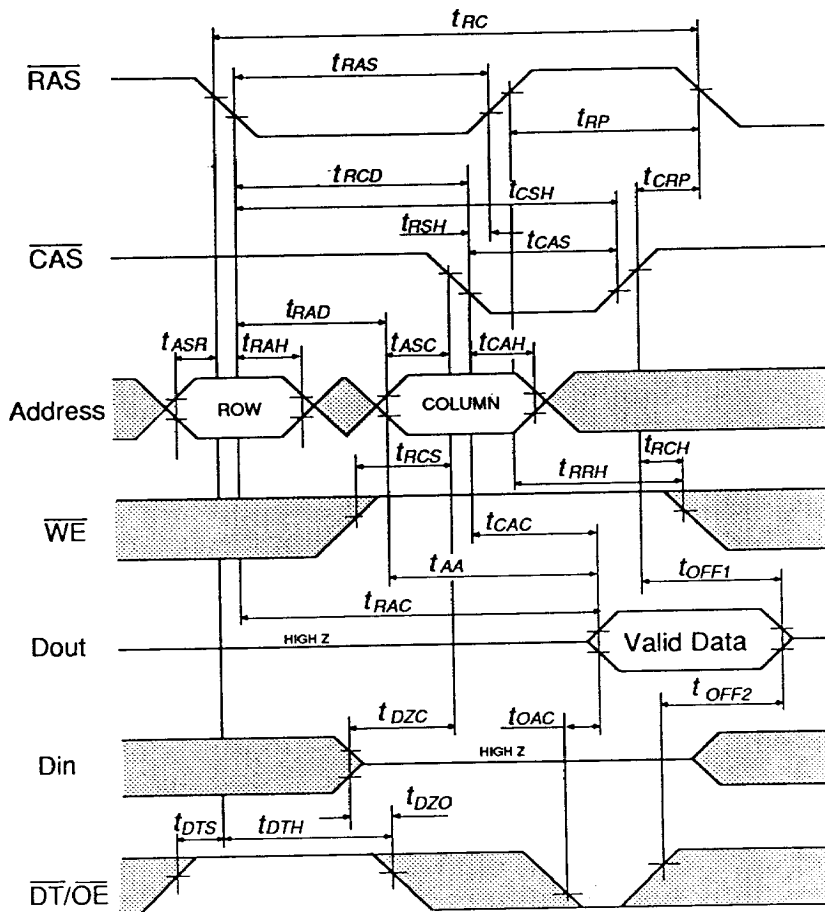 tRC
RAS
tRAS
tRP
tRCD
tCSH
tCRP
tRSH
tCAS
CAS
tRAD
tASR
tRAH
tASC
tCAH
Address
ROW
COLUMN
tRCS
tRCH
tRRH
WE
tCAC
tAA
tOFF1
tRAC
Dout
HIGH Z
Valid Data
tOFF2
tDZC
tOAC
Din
HIGH Z
tDZO
tDTS
tDTH
DT/OE